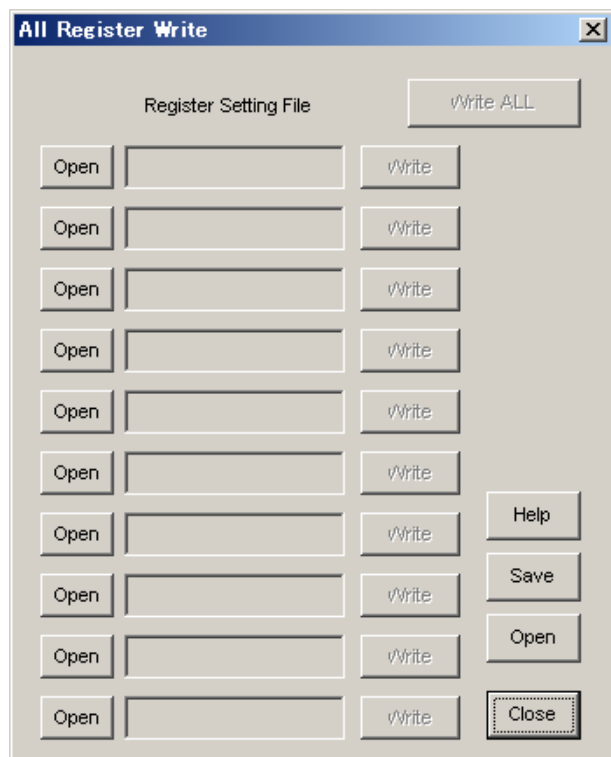 All Register Write
Register Setting File
Write ALL
Open Write
Open Write
Open Write
Open Write
Open Write
Open Write
Open Write
Open Write
Open Write
Open Write
Help
Save
Open
Close